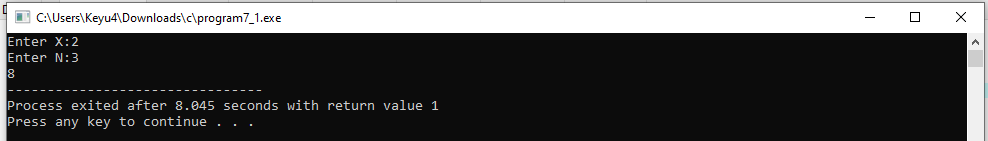 C:\Users\Keyu4\Downloads\c\program7_1.exe
Enter X:2
Enter N:3
8
--------------------------------
Process exited after 8.045 seconds with return value 1
Press any key to continue . . .